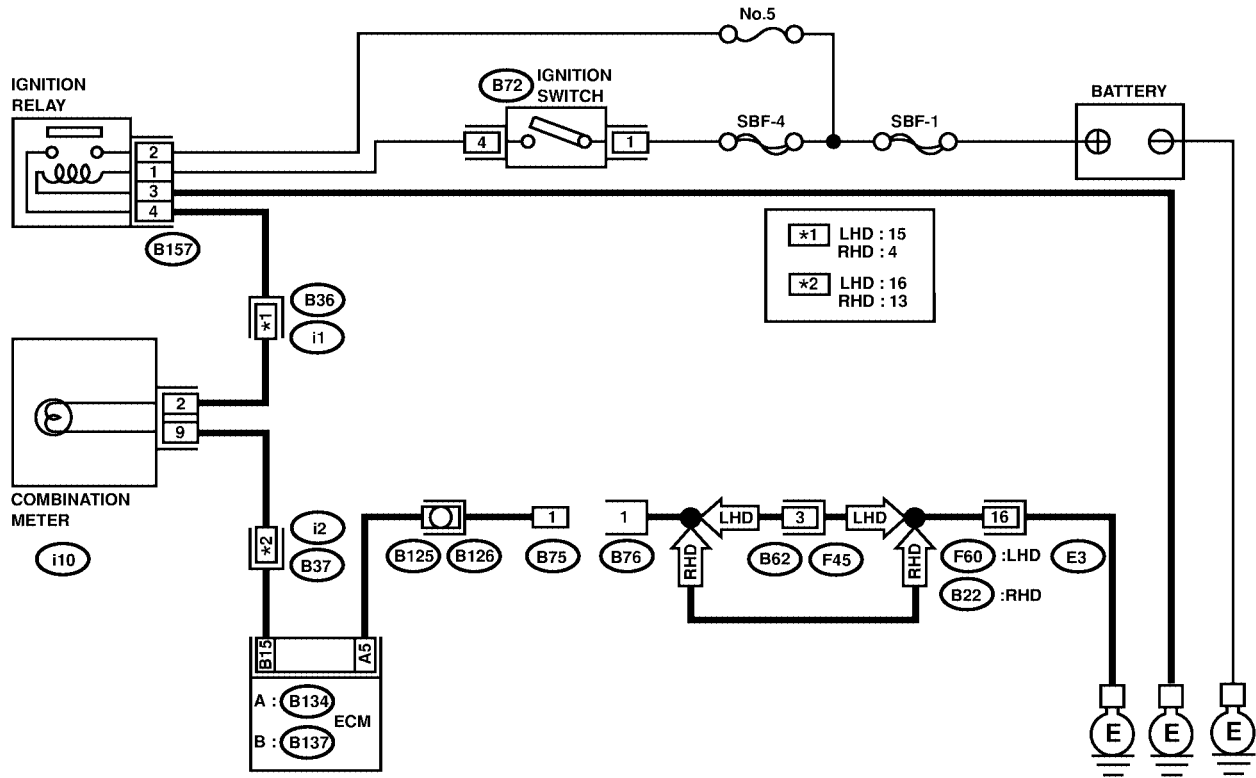 No.5
IGNITION
RELAY
B72
IGNITION
SWITCH
BATTERY
4
1
SBF-4
SBF-1
2
1
3
4
B157
*1
LHD : 15
RHD : 4
*2
LHD : 16
RHD : 13
*1
B36
i1
2
9
COMBINATION
METER
i10
*2
i2
B37
B125
B126
1
B75
1
B76
LHD
3
LHD
16
RHD
B62
F45
RHD
F60 :LHD
B22 :RHD
E3
B15
A5
A : B134
ECM
B : B137
E
E
E